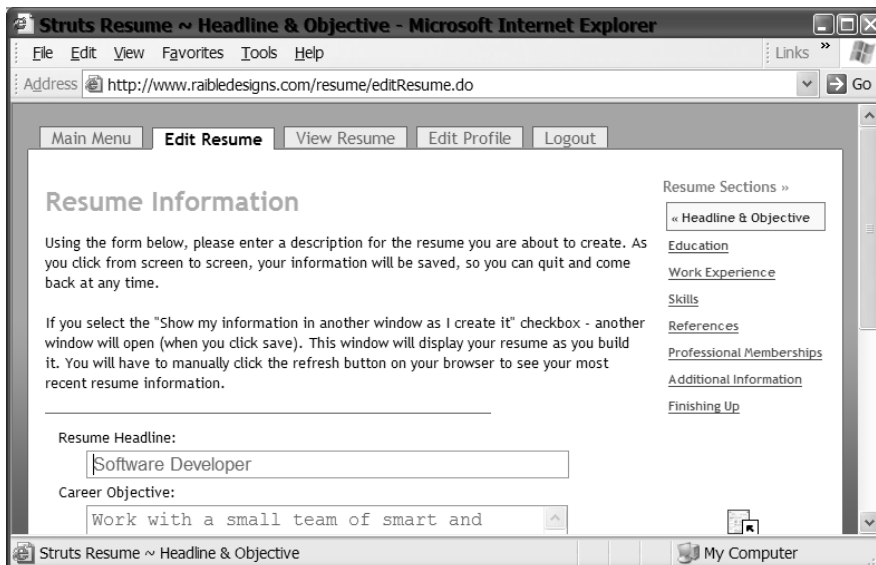 Struts Resume ~ Headline & Objective - Microsoft Internet Explorer
File Edit View Favorites Tools Help Links »
Address http://www.raibledesigns.com/resume/editResume.do Go
Main Menu Edit Resume View Resume Edit Profile Logout
Resume Information
Using the form below, please enter a description for the resume you are about to create. As
you click from screen to screen, your information will be saved, so you can quit and come
back at any time.
If you select the "Show my information in another window as I create it" checkbox - another
window will open (when you click save). This window will display your resume as you build
it. You will have to manually click the refresh button on your browser to see your most
recent resume information.
Resume Headline:
Software Developer
Career Objective:
Work with a small team of smart and
Resume Sections »
« Headline & Objective
Education
Work Experience
Skills
References
Professional Memberships
Additional Information
Finishing Up
Struts Resume ~ Headline & Objective My Computer